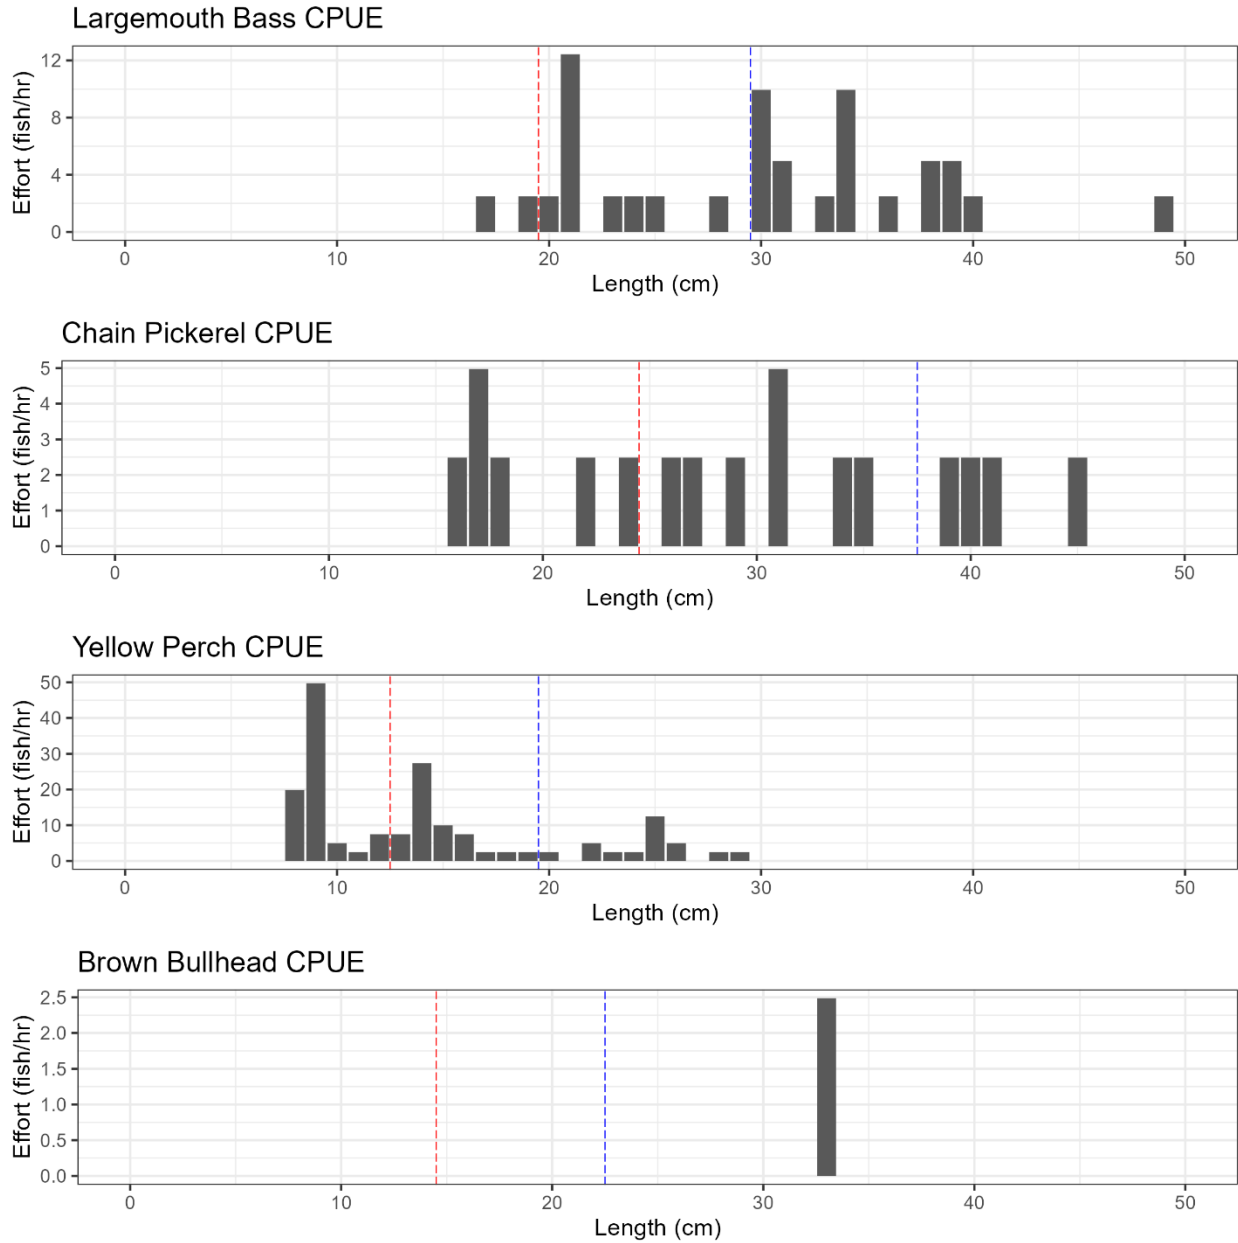 Largemouth Bass CPUE
Effort (fish/hr)
12
8
4
0
0 10 20 30 40 50
Length (cm)
Chain Pickerel CPUE
Effort (fish/hr)
5
4
3
2
1
0
0 10 20 30 40 50
Length (cm)
Yellow Perch CPUE
Effort (fish/hr)
50
40
30
20
10
0
0 10 20 30 40 50
Length (cm)
Brown Bullhead CPUE
Effort (fish/hr)
2.5
2.0
1.5
1.0
0.5
0.0
0 10 20 30 40 50
Length (cm)